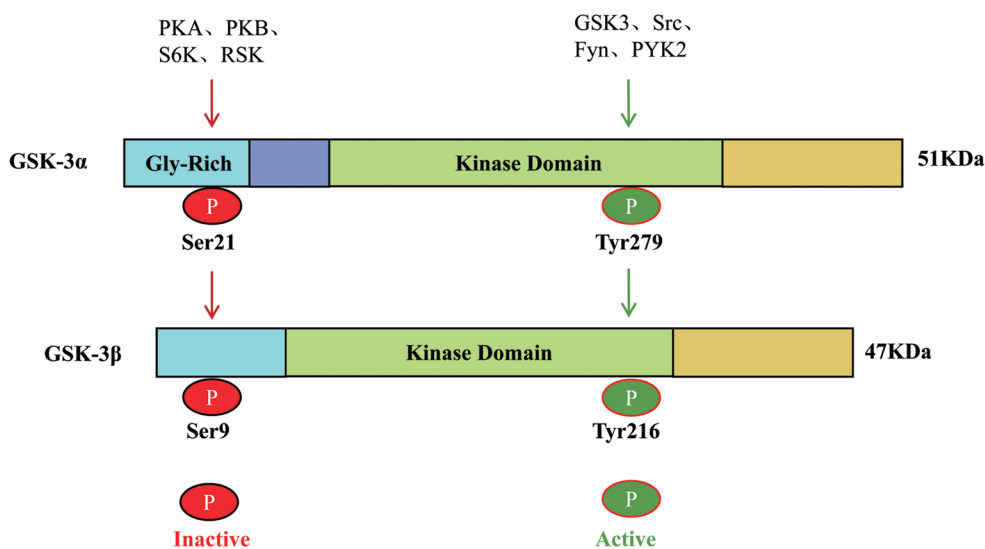 PKA、PKB、
S6K、RSK
GSK3、Src、
Fyn、PYK2
GSK-3α
Gly-Rich
Kinase Domain
51KDa
P
P
Ser21
Tyr279
GSK-3β
Kinase Domain
47KDa
P
P
Ser9
Tyr216
P
P
Inactive
Active